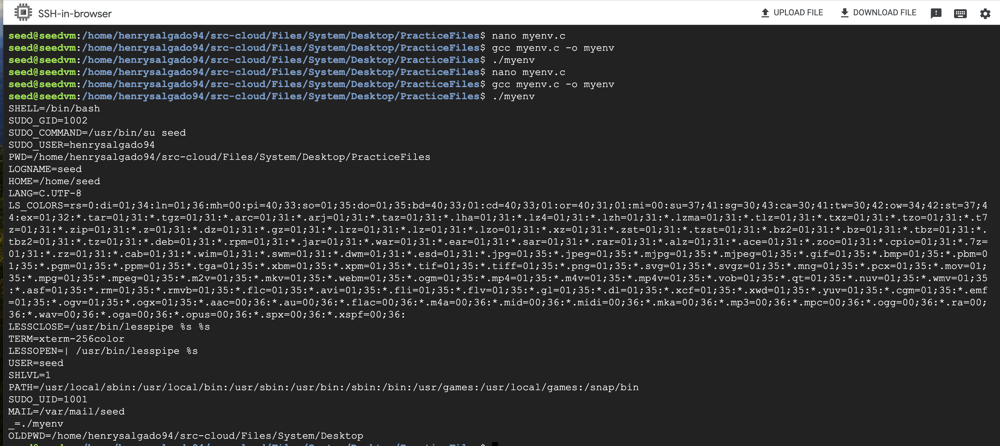 SSH-in-browser
UPLOAD FILE
DOWNLOAD FILE
seed@seedvm:/home/henrysalgado94/src-cloud/Files/System/Desktop/PracticeFiles$ nano myenv.c
seed@seedvm:/home/henrysalgado94/src-cloud/Files/System/Desktop/PracticeFiles$ gcc myenv.c -o myenv
seed@seedvm:/home/henrysalgado94/src-cloud/Files/System/Desktop/PracticeFiles$ ./myenv
seed@seedvm:/home/henrysalgado94/src-cloud/Files/System/Desktop/PracticeFiles$ nano myenv.c
seed@seedvm:/home/henrysalgado94/src-cloud/Files/System/Desktop/PracticeFiles$ gcc myenv.c -o myenv
seed@seedvm:/home/henrysalgado94/src-cloud/Files/System/Desktop/PracticeFiles$ ./myenv
SHELL=/bin/bash
SUDO_GID=1002
SUDO_COMMAND=/usr/bin/su seed
SUDO_USER=henrysalgado94
PWD=/home/henrysalgado94/src-cloud/Files/System/Desktop/PracticeFiles
LOGNAME=seed
HOME=/home/seed
LANG=C.UTF-8
LS_COLORS=rs=0:di=01;34:ln=01;36:mh=00:pi=40;33:so=01;35:do=01;35:bd=40;33;01:cd=40;33;01:or=40;31;01:mi=00:su=37;41:sg=30;43:ca=30;41:tw=30;42:ow=34;42:st=37;4
4:ex=01;32:*.tar=01;31:*.tgz=01;31:*.arc=01;31:*.arj=01;31:*.taz=01;31:*.lha=01;31:*.lz4=01;31:*.lzh=01;31:*.lzma=01;31:*.tlz=01;31:*.txz=01;31:*.tzo=01;31:*.t7
z=01;31:*.zip=01;31:*.z=01;31:*.dz=01;31:*.gz=01;31:*.lrz=01;31:*.lz=01;31:*.lzo=01;31:*.xz=01;31:*.zst=01;31:*.tzst=01;31:*.bz2=01;31:*.bz=01;31:*.tbz=01;31:*.
tbz2=01;31:*.tz=01;31:*.deb=01;31:*.rpm=01;31:*.jar=01;31:*.war=01;31:*.ear=01;31:*.sar=01;31:*.rar=01;31:*.alz=01;31:*.ace=01;31:*.zoo=01;31:*.cpio=01;31:*.7z=
01;31:*.rz=01;31:*.cab=01;31:*.wim=01;31:*.swm=01;31:*.dwm=01;31:*.esd=01;31:*.jpg=01;35:*.jpeg=01;35:*.mjpg=01;35:*.mjpeg=01;35:*.gif=01;35:*.bmp=01;35:*.pbm=0
1;35:*.pgm=01;35:*.ppm=01;35:*.tga=01;35:*.xbm=01;35:*.xpm=01;35:*.tif=01;35:*.tiff=01;35:*.png=01;35:*.svg=01;35:*.svgz=01;35:*.mng=01;35:*.pcx=01;35:*.mov=01;
35:*.mpg=01;35:*.mpeg=01;35:*.m2v=01;35:*.mkv=01;35:*.webm=01;35:*.ogm=01;35:*.mp4=01;35:*.m4v=01;35:*.mp4v=01;35:*.vob=01;35:*.qt=01;35:*.nuv=01;35:*.wmv=01;35
:*.asf=01;35:*.rm=01;35:*.rmvb=01;35:*.flc=01;35:*.avi=01;35:*.fli=01;35:*.flv=01;35:*.gl=01;35:*.dl=01;35:*.xcf=01;35:*.xwd=01;35:*.yuv=01;35:*.cgm=01;35:*.emf
=01;35:*.ogv=01;35:*.ogx=01;35:*.aac=00;36:*.au=00;36:*.flac=00;36:*.m4a=00;36:*.mid=00;36:*.midi=00;36:*.mka=00;36:*.mp3=00;36:*.mpc=00;36:*.ogg=00;36:*.ra=00;
36:*.wav=00;36:*.oga=00;36:*.opus=00;36:*.spx=00;36:*.xspf=00;36:
LESSCLOSE=/usr/bin/lesspipe %s %s
TERM=xterm-256color
LESSOPEN=| /usr/bin/lesspipe %s
USER=seed
SHLVL=1
PATH=/usr/local/sbin:/usr/local/bin:/usr/sbin:/usr/bin:/sbin:/bin:/usr/games:/usr/local/games:/snap/bin
SUDO_UID=1001
MAIL=/var/mail/seed
_=./myenv
OLDPWD=/home/henrysalgado94/src-cloud/Files/System/Desktop